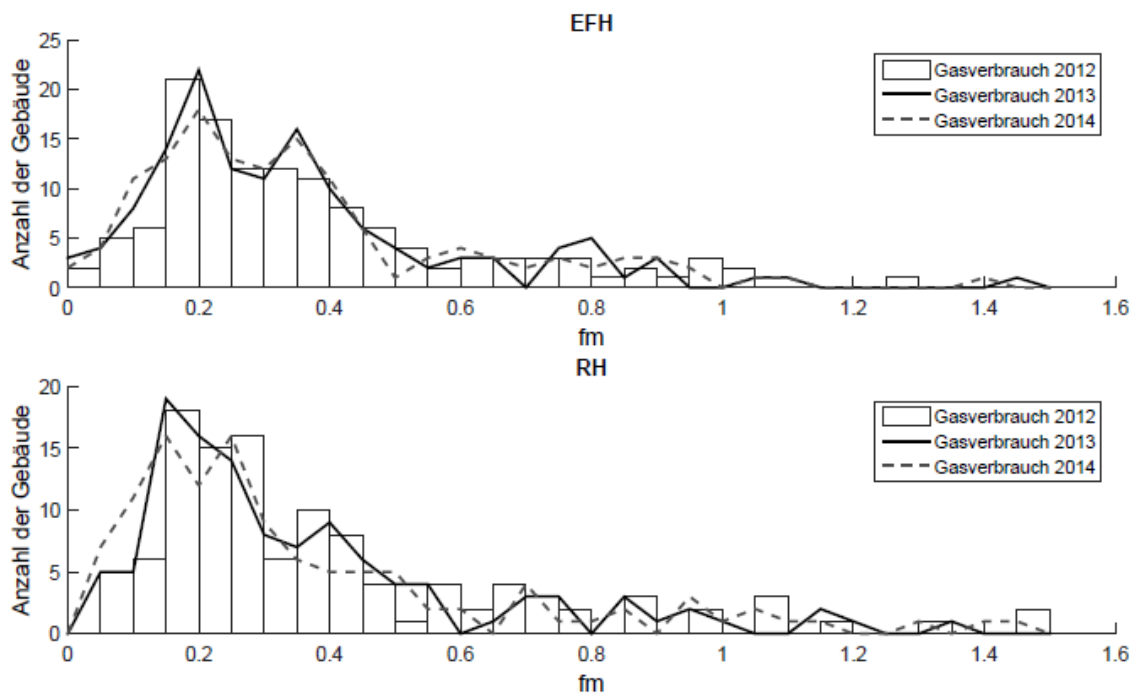 EFH
25
20
15
10
5
0
Anzahl der Gebäude
Gasverbrauch 2012
Gasverbrauch 2013
Gasverbrauch 2014
0 0.2 0.4 0.6 0.8 1 1.2 1.4 1.6
fm
RH
20
15
10
5
0
Anzahl der Gebäude
Gasverbrauch 2012
Gasverbrauch 2013
Gasverbrauch 2014
0 0.2 0.4 0.6 0.8 1 1.2 1.4 1.6
fm